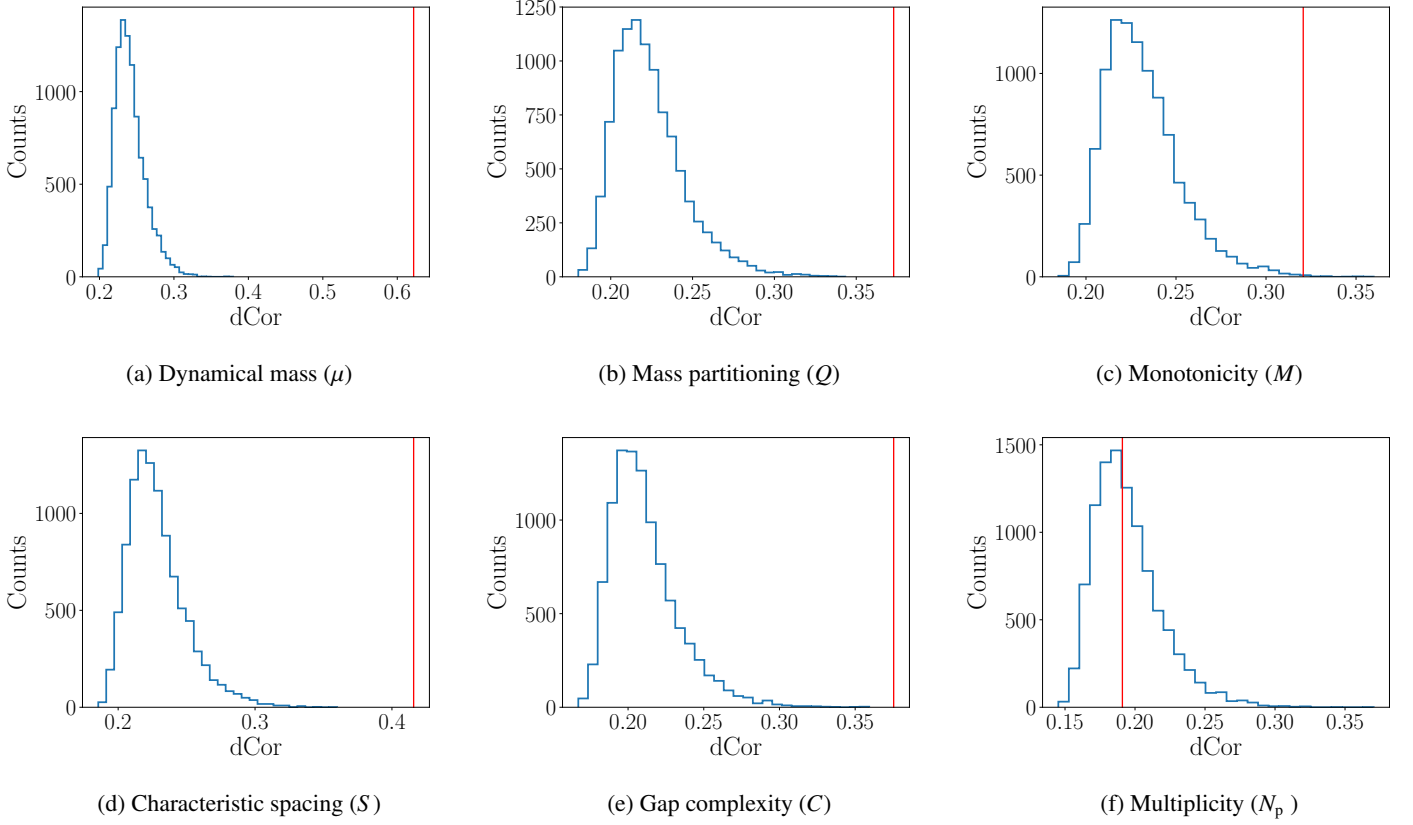 1000
500
0
Counts
0.2 0.3 0.4 0.5 0.6
dCor
(a) Dynamical mass (μ)
1250
1000
750
500
250
0
Counts
0.20 0.25 0.30 0.35
dCor
(b) Mass partitioning (Q)
1000
500
0
Counts
0.20 0.25 0.30 0.35
dCor
(c) Monotonicity (M)
1000
500
0
Counts
0.2 0.3 0.4
dCor
(d) Characteristic spacing (S)
1000
0
Counts
0.20 0.25 0.30 0.35
dCor
(e) Gap complexity (C)
1500
1000
500
0
Counts
0.15 0.20 0.25 0.30 0.35
dCor
(f) Multiplicity (Np)